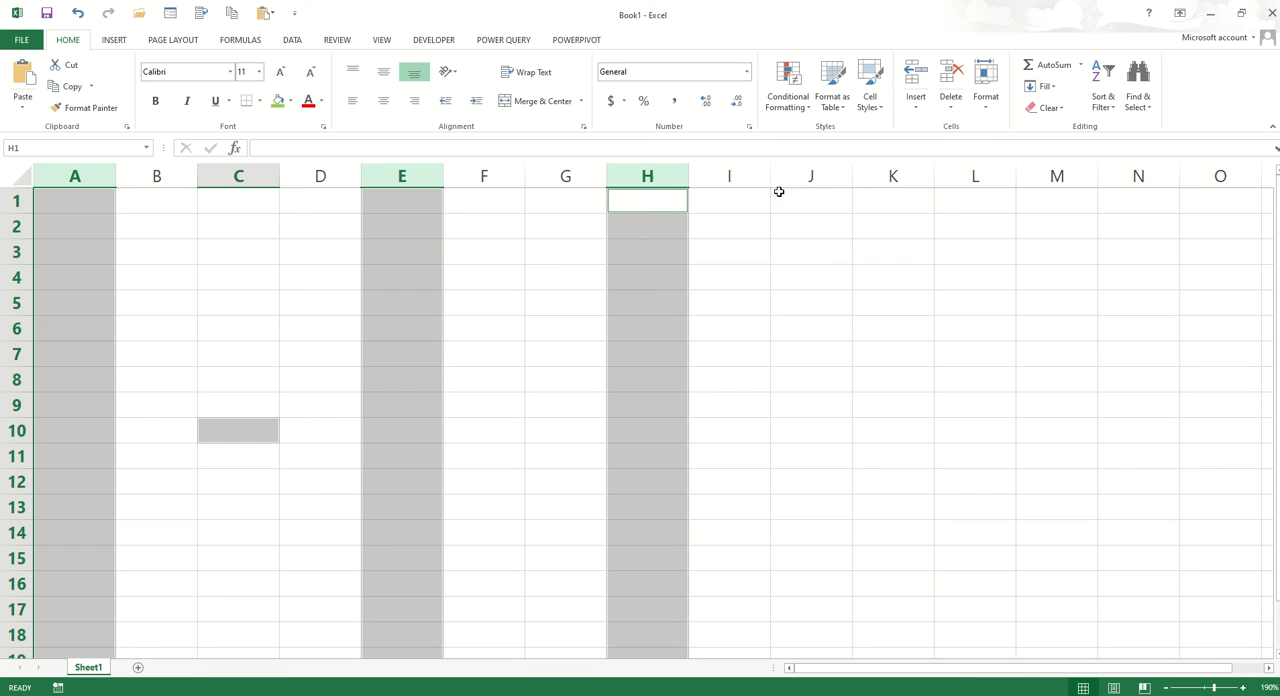 Book1 - Excel
?
FILE HOME INSERT PAGE LAYOUT FORMULAS DATA REVIEW VIEW DEVELOPER POWER QUERY POWERPIVOT
Microsoft account
Paste
Cut
Copy
Format Painter
Clipboard
Calibri 11 A A
B I U A
Font
Wrap Text
Merge & Center
Alignment
General
$ % ,
Number
Conditional Formatting
Format as Table
Cell Styles
Styles
Insert
Delete
Format
Cells
AutoSum
Fill
Clear
Sort & Filter
Find & Select
Editing
H1
fx
A B C D E F G H I J K L M N O
1
2
3
4
5
6
7
8
9
10
11
12
13
14
15
16
17
18
19
Sheet1
READY
190%